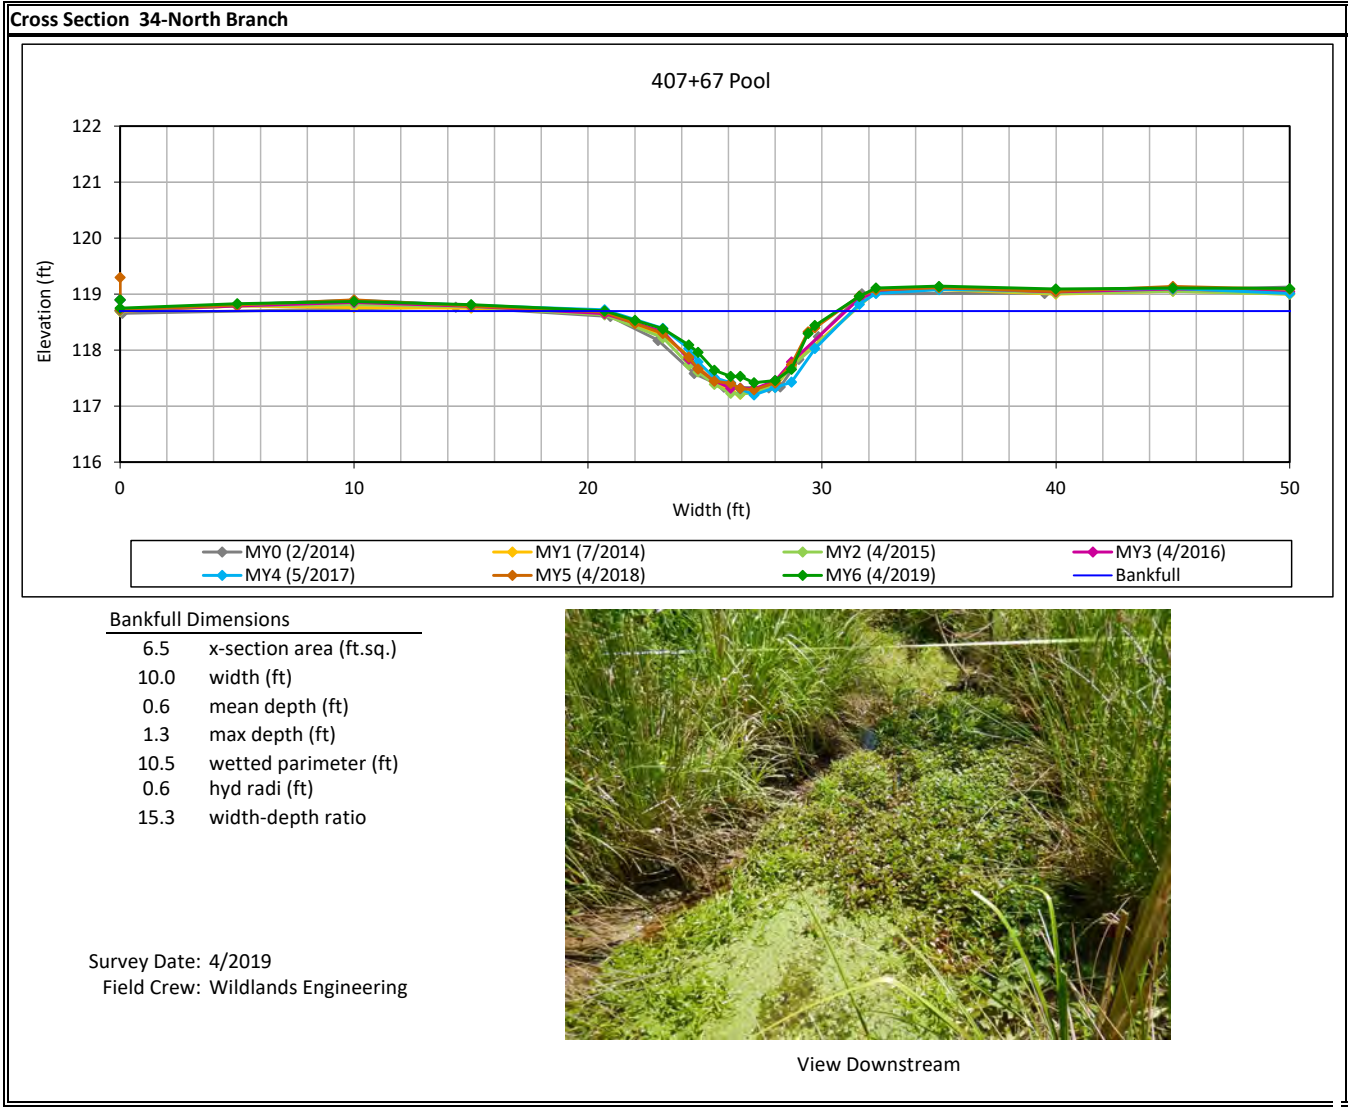 Cross Section 34-North Branch
407+67 Pool
122
121
120
119
118
117
116
Elevation (ft)
0 10 20 30 40 50
Width (ft)
MY0 (2/2014) MY1 (7/2014) MY2 (4/2015) MY3 (4/2016)
MY4 (5/2017) MY5 (4/2018) MY6 (4/2019) Bankfull
Bankfull Dimensions
6.5 x-section area (ft.sq.)
10.0 width (ft)
0.6 mean depth (ft)
1.3 max depth (ft)
10.5 wetted parimeter (ft)
0.6 hyd radi (ft)
15.3 width-depth ratio
Survey Date: 4/2019
Field Crew: Wildlands Engineering
View Downstream